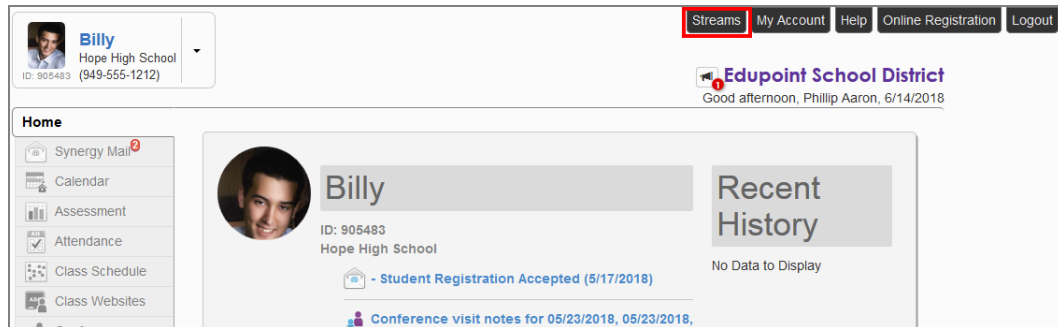 Billy
Hope High School
ID: 905483 (949-555-1212)
Streams My Account Help Online Registration Logout
1
Edupoint School District
Good afternoon, Phillip Aaron, 6/14/2018
Home
Synergy Mail 2
Calendar
Assessment
Attendance
Class Schedule
Class Websites
Billy
ID: 905483
Hope High School
- Student Registration Accepted (5/17/2018)
Conference visit notes for 05/23/2018, 05/23/2018,
Recent
History
No Data to Display